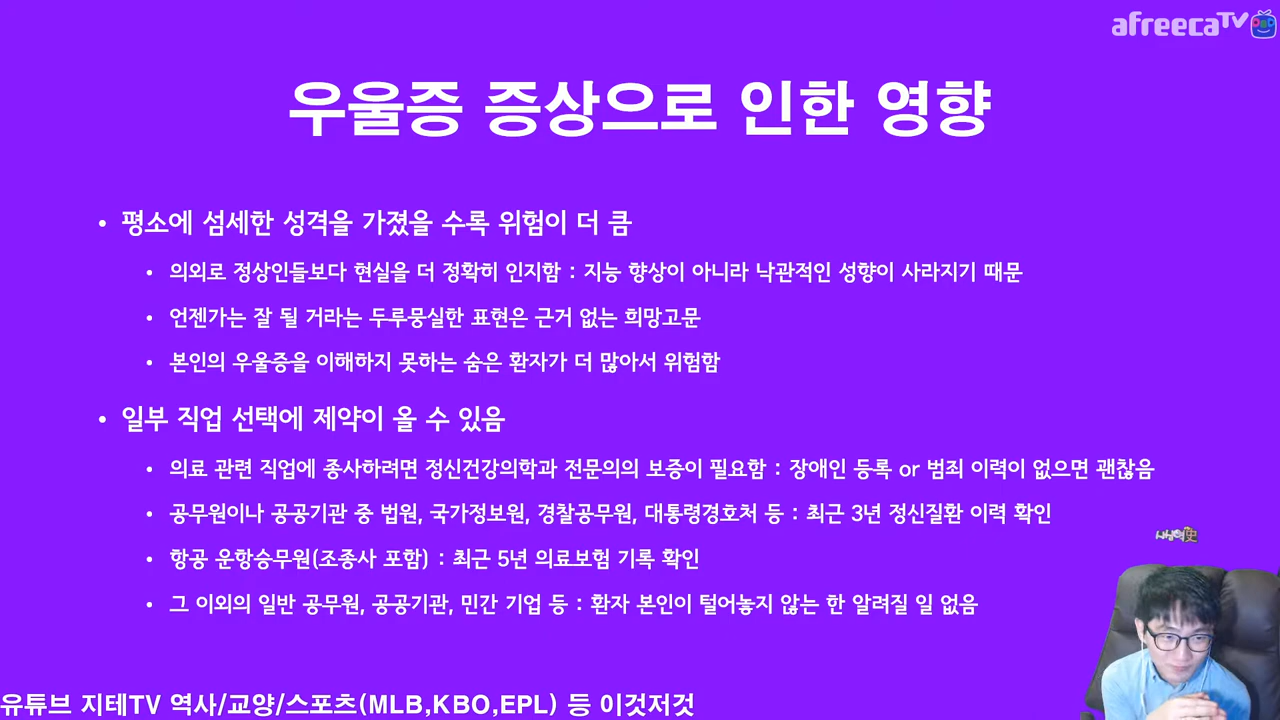 afreecaTV
우울증 증상으로 인한 영향
• 평소에 섬세한 성격을 가졌을 수록 위험이 더 큼
• 의외로 정상인들보다 현실을 더 정확히 인지함 : 지능 향상이 아니라 낙관적인 성향이 사라지기 때문
• 언젠가는 잘 될 거라는 두루뭉실한 표현은 근거 없는 희망고문
• 본인의 우울증을 이해하지 못하는 숨은 환자가 더 많아서 위험함
• 일부 직업 선택에 제약이 올 수 있음
• 의료 관련 직업에 종사하려면 정신건강의학과 전문의의 보증이 필요함 : 장애인 등록 or 범죄 이력이 없으면 괜찮음
• 공무원이나 공공기관 중 법원, 국가정보원, 경찰공무원, 대통령경호처 등 : 최근 3년 정신질환 이력 확인
• 항공 운항승무원(조종사 포함) : 최근 5년 의료보험 기록 확인
• 그 이외의 일반 공무원, 공공기관, 민간 기업 등 : 환자 본인이 털어놓지 않는 한 알려질 일 없음
유튜브 지테TV 역사/교양/스포츠(MLB,KBO,EPL) 등 이것저것